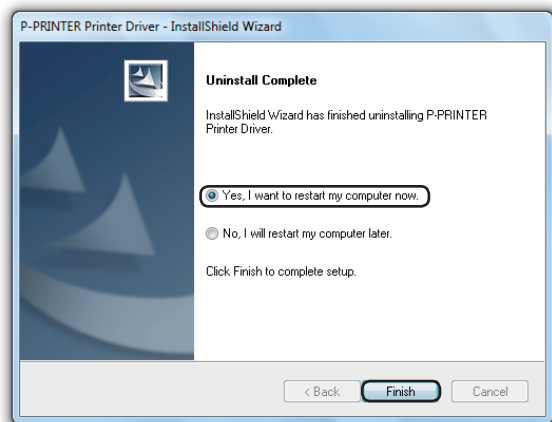 P-PRINTER Printer Driver - InstallShield Wizard
Uninstall Complete
InstallShield Wizard has finished uninstalling P-PRINTER
Printer Driver.
Yes, I want to restart my computer now.
No, I will restart my computer later.
Click Finish to complete setup.
< Back Finish Cancel